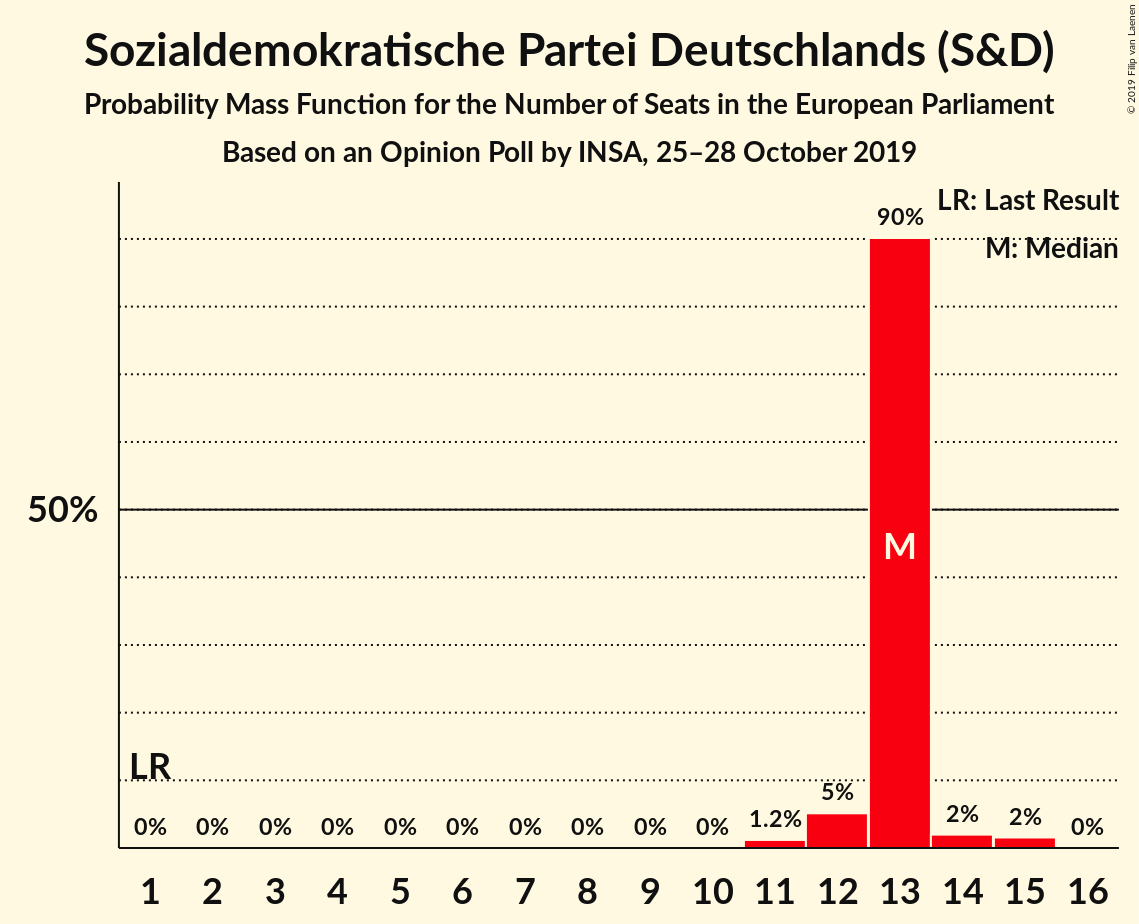 Sozialdemokratische Partei Deutschlands (S&D)
Probability Mass Function for the Number of Seats in the European Parliament
Based on an Opinion Poll by INSA, 25–28 October 2019
© 2019 Filip van Laenen
LR: Last Result
M: Median
90%
50%
M
LR
0% 0% 0% 0% 0% 0% 0% 0% 0% 0% 1.2% 5% 2% 2% 0%
1 2 3 4 5 6 7 8 9 10 11 12 13 14 15 16